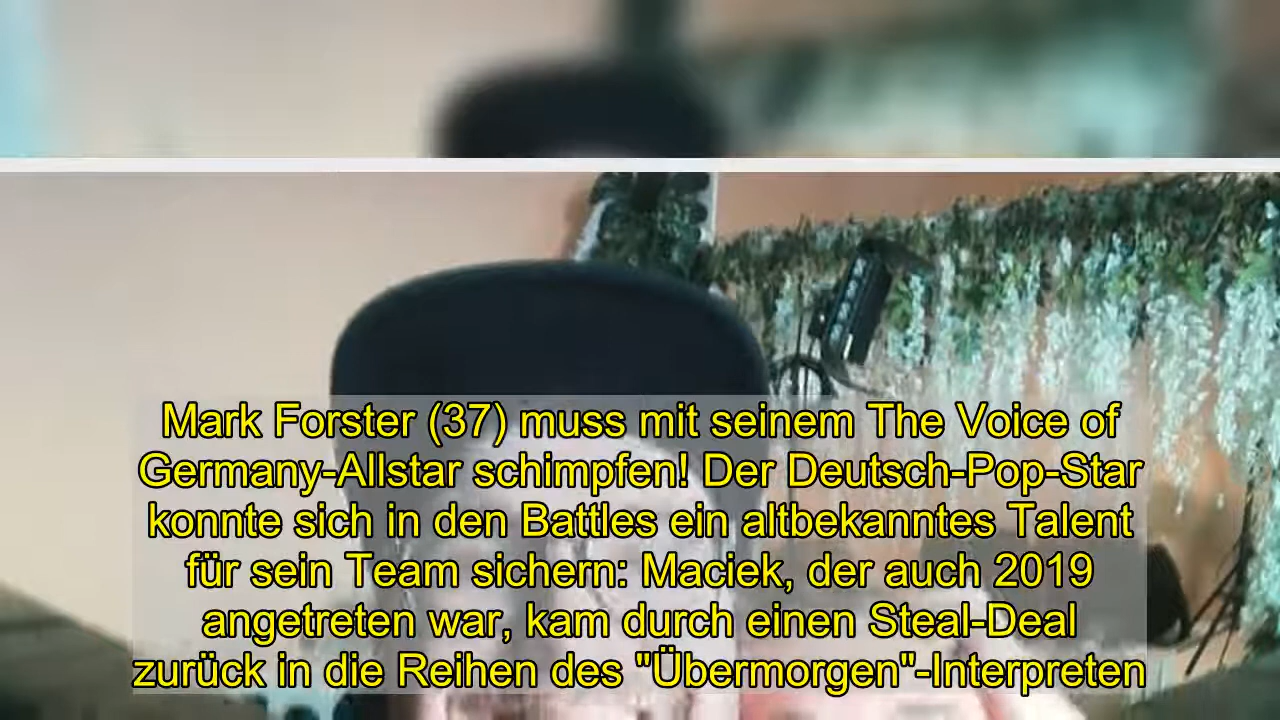 Mark Forster (37) muss mit seinem The Voice of
Germany-Allstar schimpfen! Der Deutsch-Pop-Star
konnte sich in den Battles ein altbekanntes Talent
für sein Team sichern: Maciek, der auch 2019
angetreten war, kam durch einen Steal-Deal
zurück in die Reihen des "Übermorgen"-Interpreten